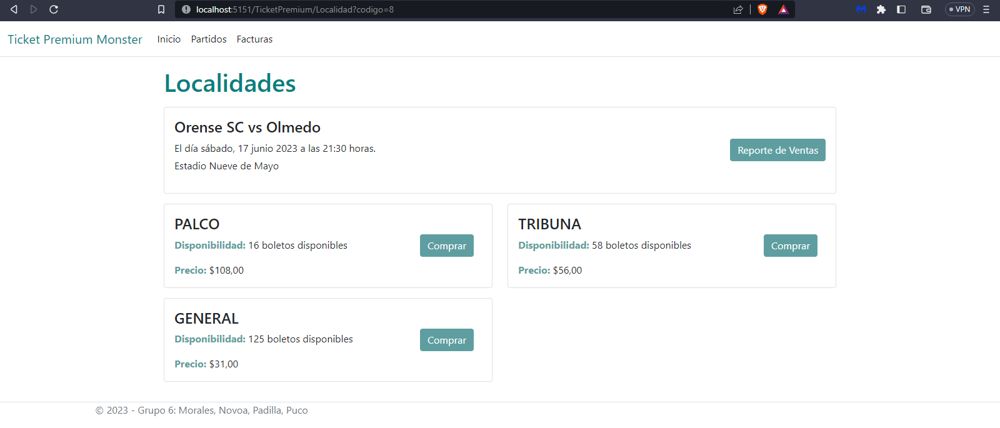 localhost:5151/TicketPremium/Localidad?codigo=8
VPN
Ticket Premium Monster Inicio Partidos Facturas
Localidades
Orense SC vs Olmedo
El día sábado, 17 junio 2023 a las 21:30 horas.
Estadio Nueve de Mayo
Reporte de Ventas
PALCO
Disponibilidad: 16 boletos disponibles
Precio: $108,00
Comprar
TRIBUNA
Disponibilidad: 58 boletos disponibles
Precio: $56,00
Comprar
GENERAL
Disponibilidad: 125 boletos disponibles
Precio: $31,00
Comprar
© 2023 - Grupo 6: Morales, Novoa, Padilla, Puco